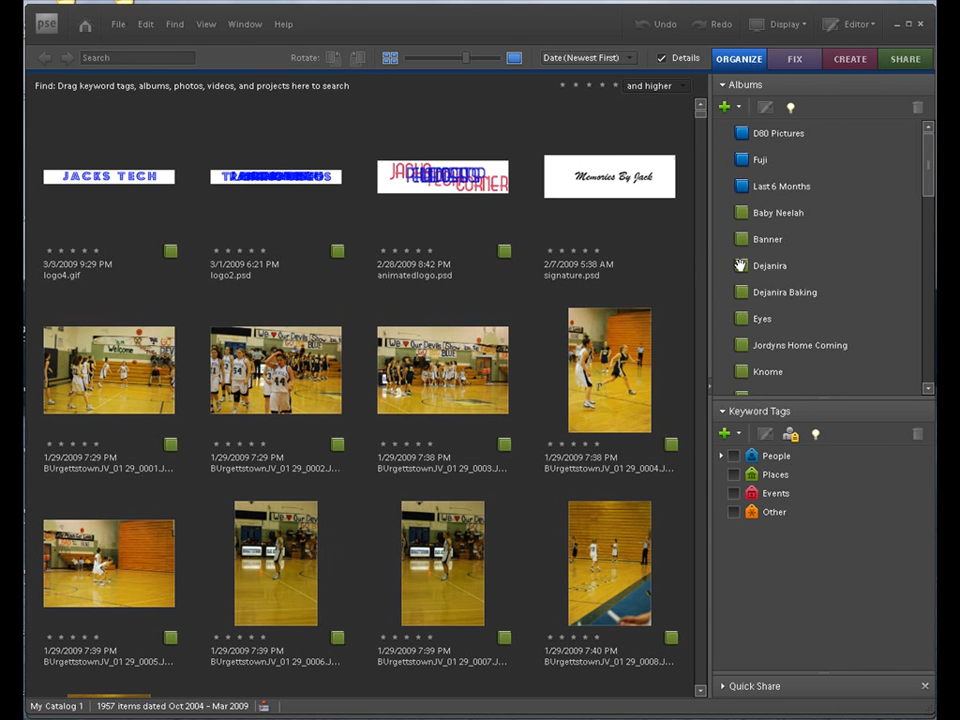 pse File Edit Find View Window Help Undo Redo Display Editor
Search Rotate: Date (Newest First) Details ORGANIZE FIX CREATE SHARE
Find: Drag keyword tags, albums, photos, videos, and projects here to search and higher
Albums
D80 Pictures
Fuji
Last 6 Months
Baby Neelah
Banner
Dejanira
Dejanira Baking
Eyes
Jordyns Home Coming
Knome
JACKS TECH
Memories By Jack
3/3/2009 9:29 PM 3/1/2009 6:21 PM 2/28/2009 8:42 PM 2/7/2009 5:38 AM
logo4.gif logo2.psd animatedlogo.psd signature.psd
Welcome
We Our Devils Show Us BLUE
1/29/2009 7:29 PM 1/29/2009 7:29 PM 1/29/2009 7:38 PM 1/29/2009 7:38 PM
BUrgettstownJV_01 29_0001.J... BUrgettstownJV_01 29_0002.J... BUrgettstownJV_01 29_0003.J... BUrgettstownJV_01 29_0004.J...
1/29/2009 7:39 PM 1/29/2009 7:39 PM 1/29/2009 7:39 PM 1/29/2009 7:40 PM
BUrgettstownJV_01 29_0005.J... BUrgettstownJV_01 29_0006.J... BUrgettstownJV_01 29_0007.J... BUrgettstownJV_01 29_0008.J...
Keyword Tags
People
Places
Events
Other
Quick Share
My Catalog 1 1957 items dated Oct 2004 - Mar 2009